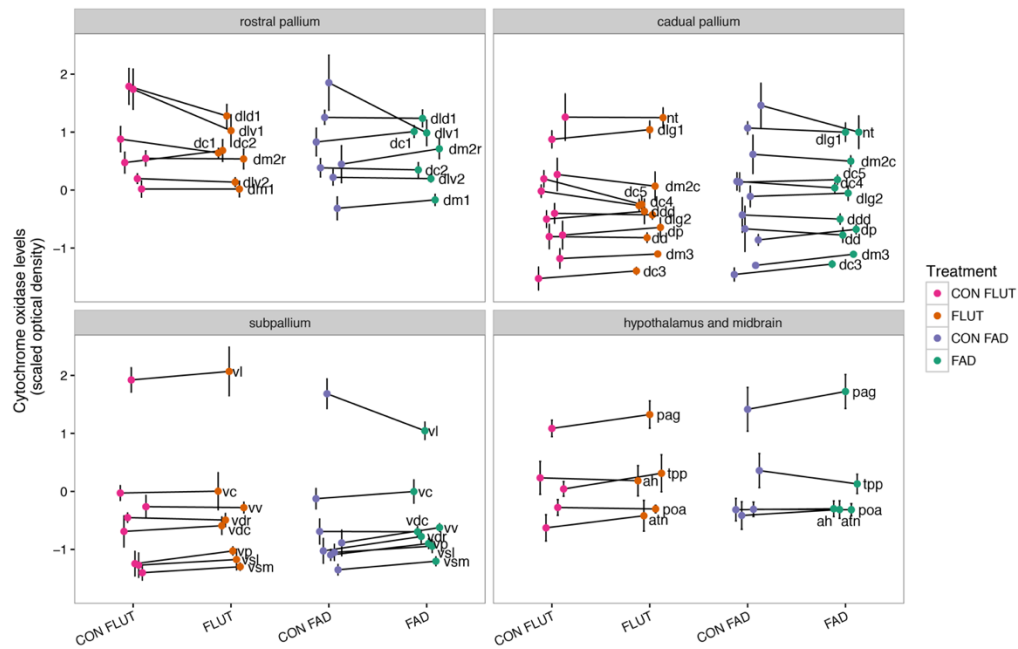 rostral pallium
cadual pallium
2
1
0
−1
dld1
dlv1
dc1
dc2
dm2r
dlv2
dm1
dld1
dlv1
dc1
dm2r
dc2
dlv2
dm1
nt
dlg1
dm2c
dc5
dc4
ddd
dlg2
dp
dd
dm3
dc3
nt
dlg1
dm2c
dc5
dc4
dlg2
ddd
dp
dd
dm3
dc3
Cytochrome oxidase levels
(scaled optical density)
subpallium
hypothalamus and midbrain
2
1
0
−1
vl
vc
vv
vdr
vdc
vp
vsl
vsm
vl
vc
vdc
vv
vdr
vp
vsl
vsm
pag
tpp
ah
poa
atn
pag
tpp
ah
atn
poa
CON FLUT
FLUT
CON FAD
FAD
CON FLUT
FLUT
CON FAD
FAD
Treatment
CON FLUT
FLUT
CON FAD
FAD